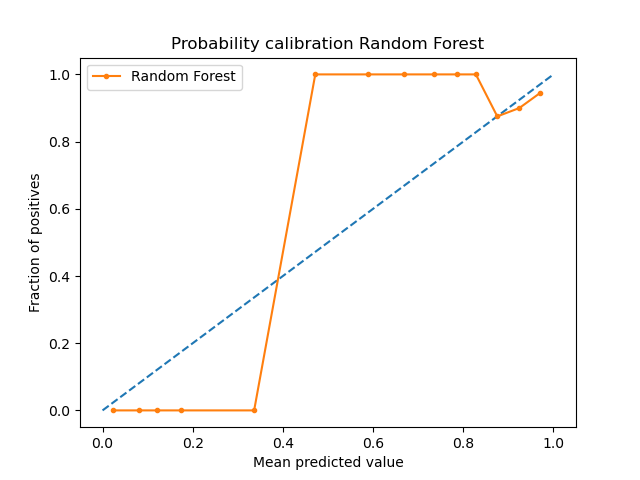 Probability calibration Random Forest
Random Forest
1.0
0.8
0.6
0.4
0.2
0.0
Fraction of positives
0.0 0.2 0.4 0.6 0.8 1.0
Mean predicted value